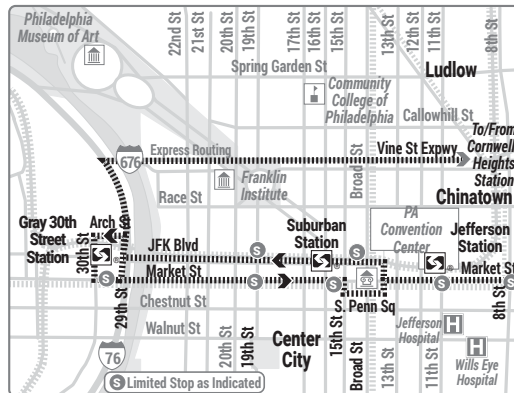 Philadelphia
Museum of Art
22nd St
21st St
20th St
19th St
17th St
16th St
15th St
13th St
12th St
11th St
8th St
Spring Garden St
Ludlow
Community
College of
Philadelphia
Callowhill St
To/From
Cornwells
Heights
Station
676
Express Routing
Vine St Expwy
Broad St
Franklin
Institute
Chinatown
Race St
PA
Convention
Center
Gray 30th
Street
Station
Arch St
30th St
JFK Blvd
Suburban
Station
Jefferson
Station
S
S
S
Market St
S
S
S
Market St
S
29th St
Chestnut St
S. Penn Sq
Walnut St
Jefferson
Hospital
H
8th St
76
20th St
19th St
Center
City
15th St
Broad St
13th St
11th St
H
Wills Eye
Hospital
S Limited Stop as Indicated